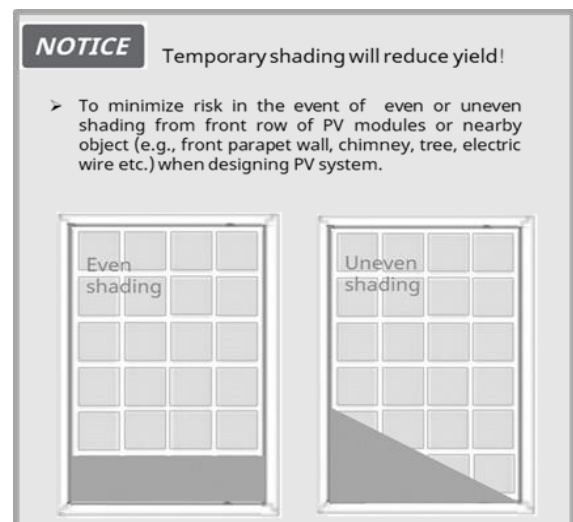 NOTICE Temporary shading will reduce yield!
➢ To minimize risk in the event of even or uneven
shading from front row of PV modules or nearby
object (e.g., front parapet wall, chimney, tree, electric
wire etc.) when designing PV system.
Even
shading
Uneven
shading